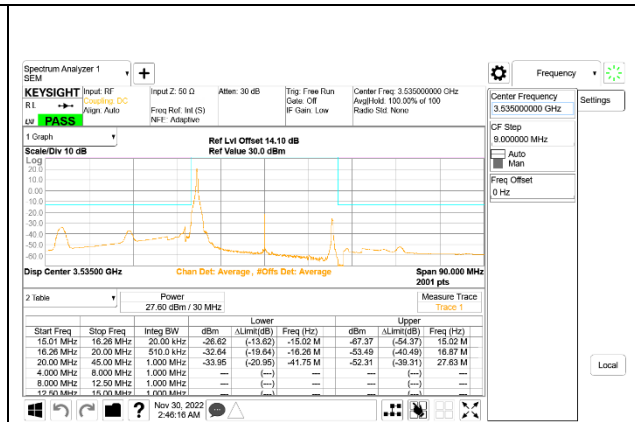 Spectrum Analyzer 1
SEM
+
Frequency
KEYSIGHT
RL
PASS
Input: RF
Coupling: DC
Align: Auto
Input Z: 50 Ω
Freq Ref: Int (S)
NFE: Adaptive
Atten: 30 dB
Trig: Free Run
Gate: Off
IF Gain: Low
Center Freq: 3.535000000 GHz
Avg|Hold: 100.00% of 100
Radio Std: None
Center Frequency
3.535000000 GHz
Settings
CF Step
9.000000 MHz
Auto
Man
Freq Offset
0 Hz
1 Graph
Scale/Div 10 dB
Ref Lvl Offset 14.10 dB
Ref Value 30.0 dBm
Log
20.0
10.0
0.00
-10.0
-20.0
-30.0
-40.0
-50.0
-60.0
Disp Center 3.53500 GHz
Chan Det: Average , #Offs Det: Average
Span 90.000 MHz
2001 pts
2 Table
Power
27.60 dBm / 30 MHz
Measure Trace
Trace 1
Lower Upper
Start Freq Stop Freq Integ BW dBm ΔLimit(dB) Freq (Hz) dBm ΔLimit(dB) Freq (Hz)
15.01 MHz 16.26 MHz 20.00 kHz -26.62 (-13.62) -15.02 M -67.37 (-54.37) 15.02 M
16.26 MHz 20.00 MHz 510.0 kHz -32.64 (-19.64) -16.26 M -53.49 (-40.49) 16.87 M
20.00 MHz 45.00 MHz 1.000 MHz -33.95 (-20.95) -41.75 M -52.31 (-39.31) 27.63 M
4.000 MHz 8.000 MHz 1.000 MHz --- (---) --- (---)
8.000 MHz 12.50 MHz 1.000 MHz --- (---) --- (---)
12.50 MHz 15.00 MHz 1.000 MHz --- (---) --- (---)
Local
? Nov 30, 2022
2:46:16 AM